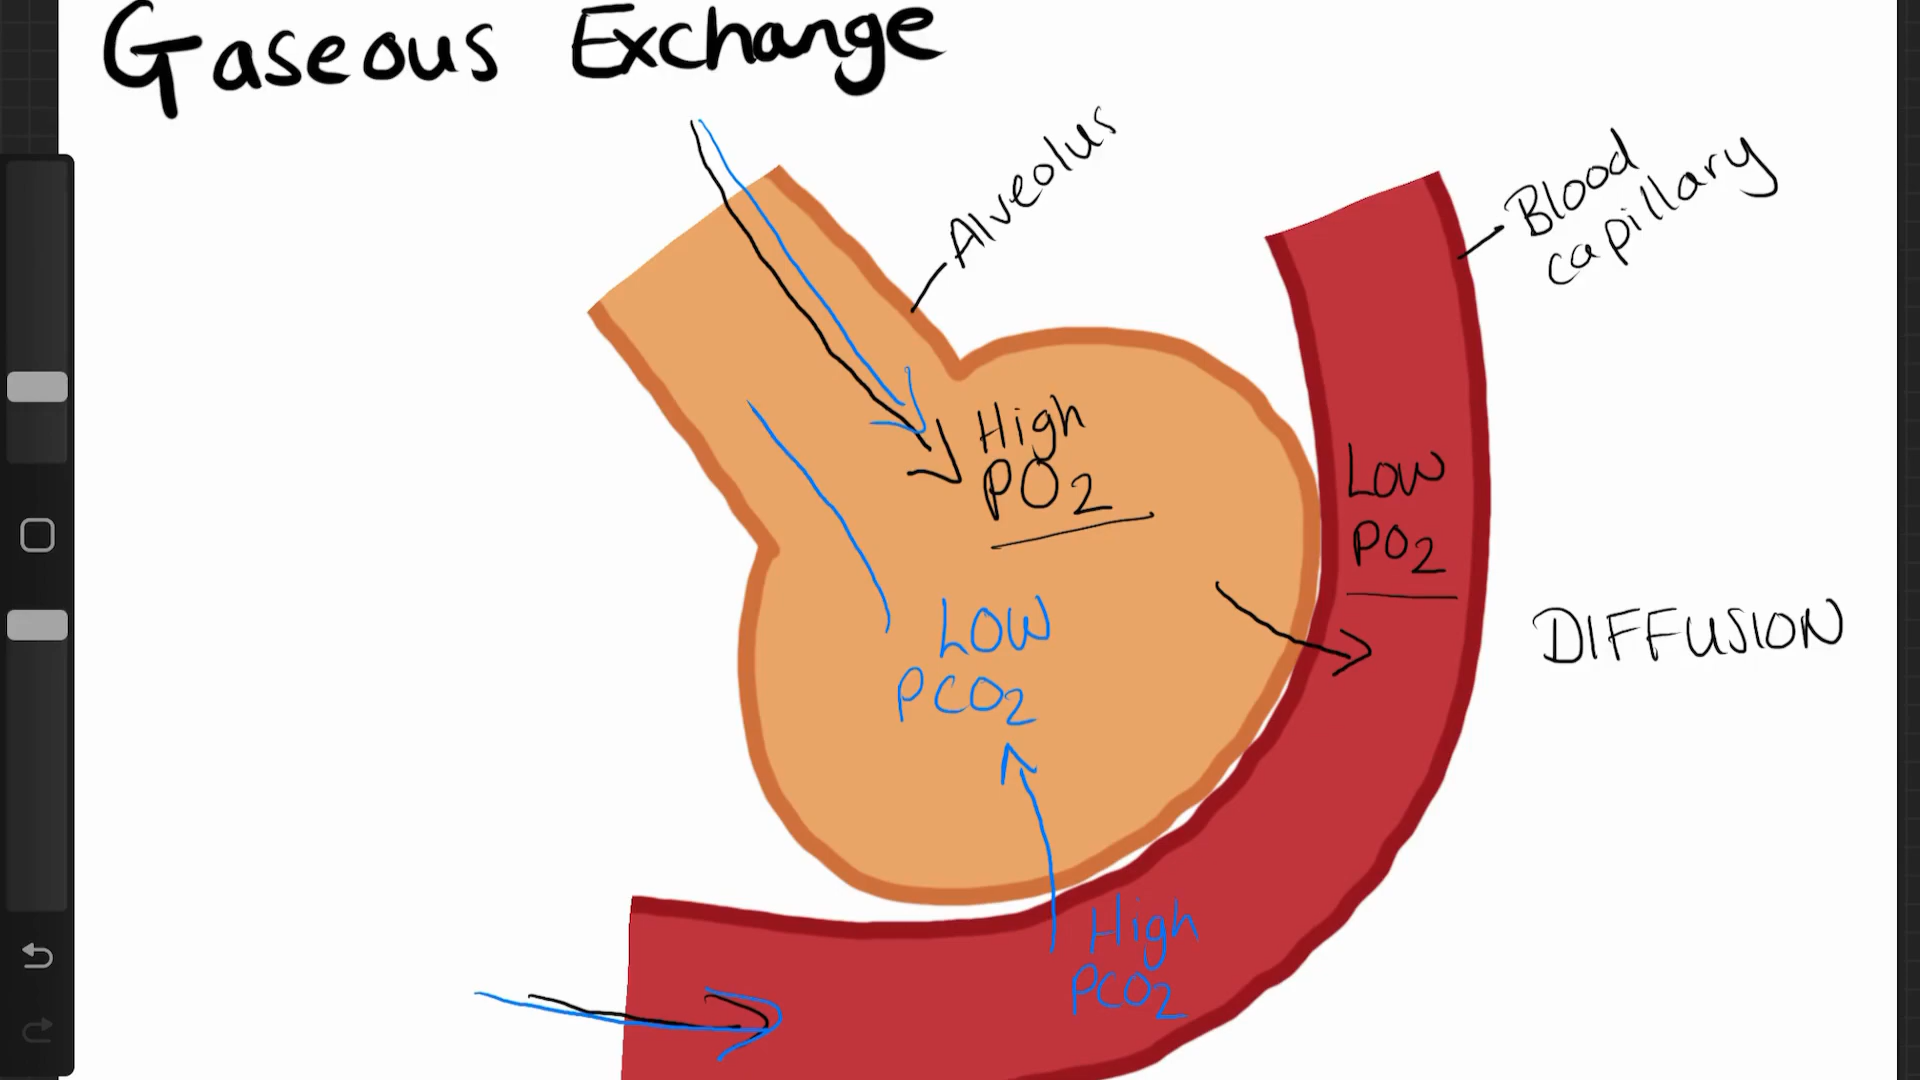 Gaseous Exchange
Alveolus
Blood
capillary
High
PO2
Low
PO2
DIFFUSION
LOW
PCO2
High
PCO2